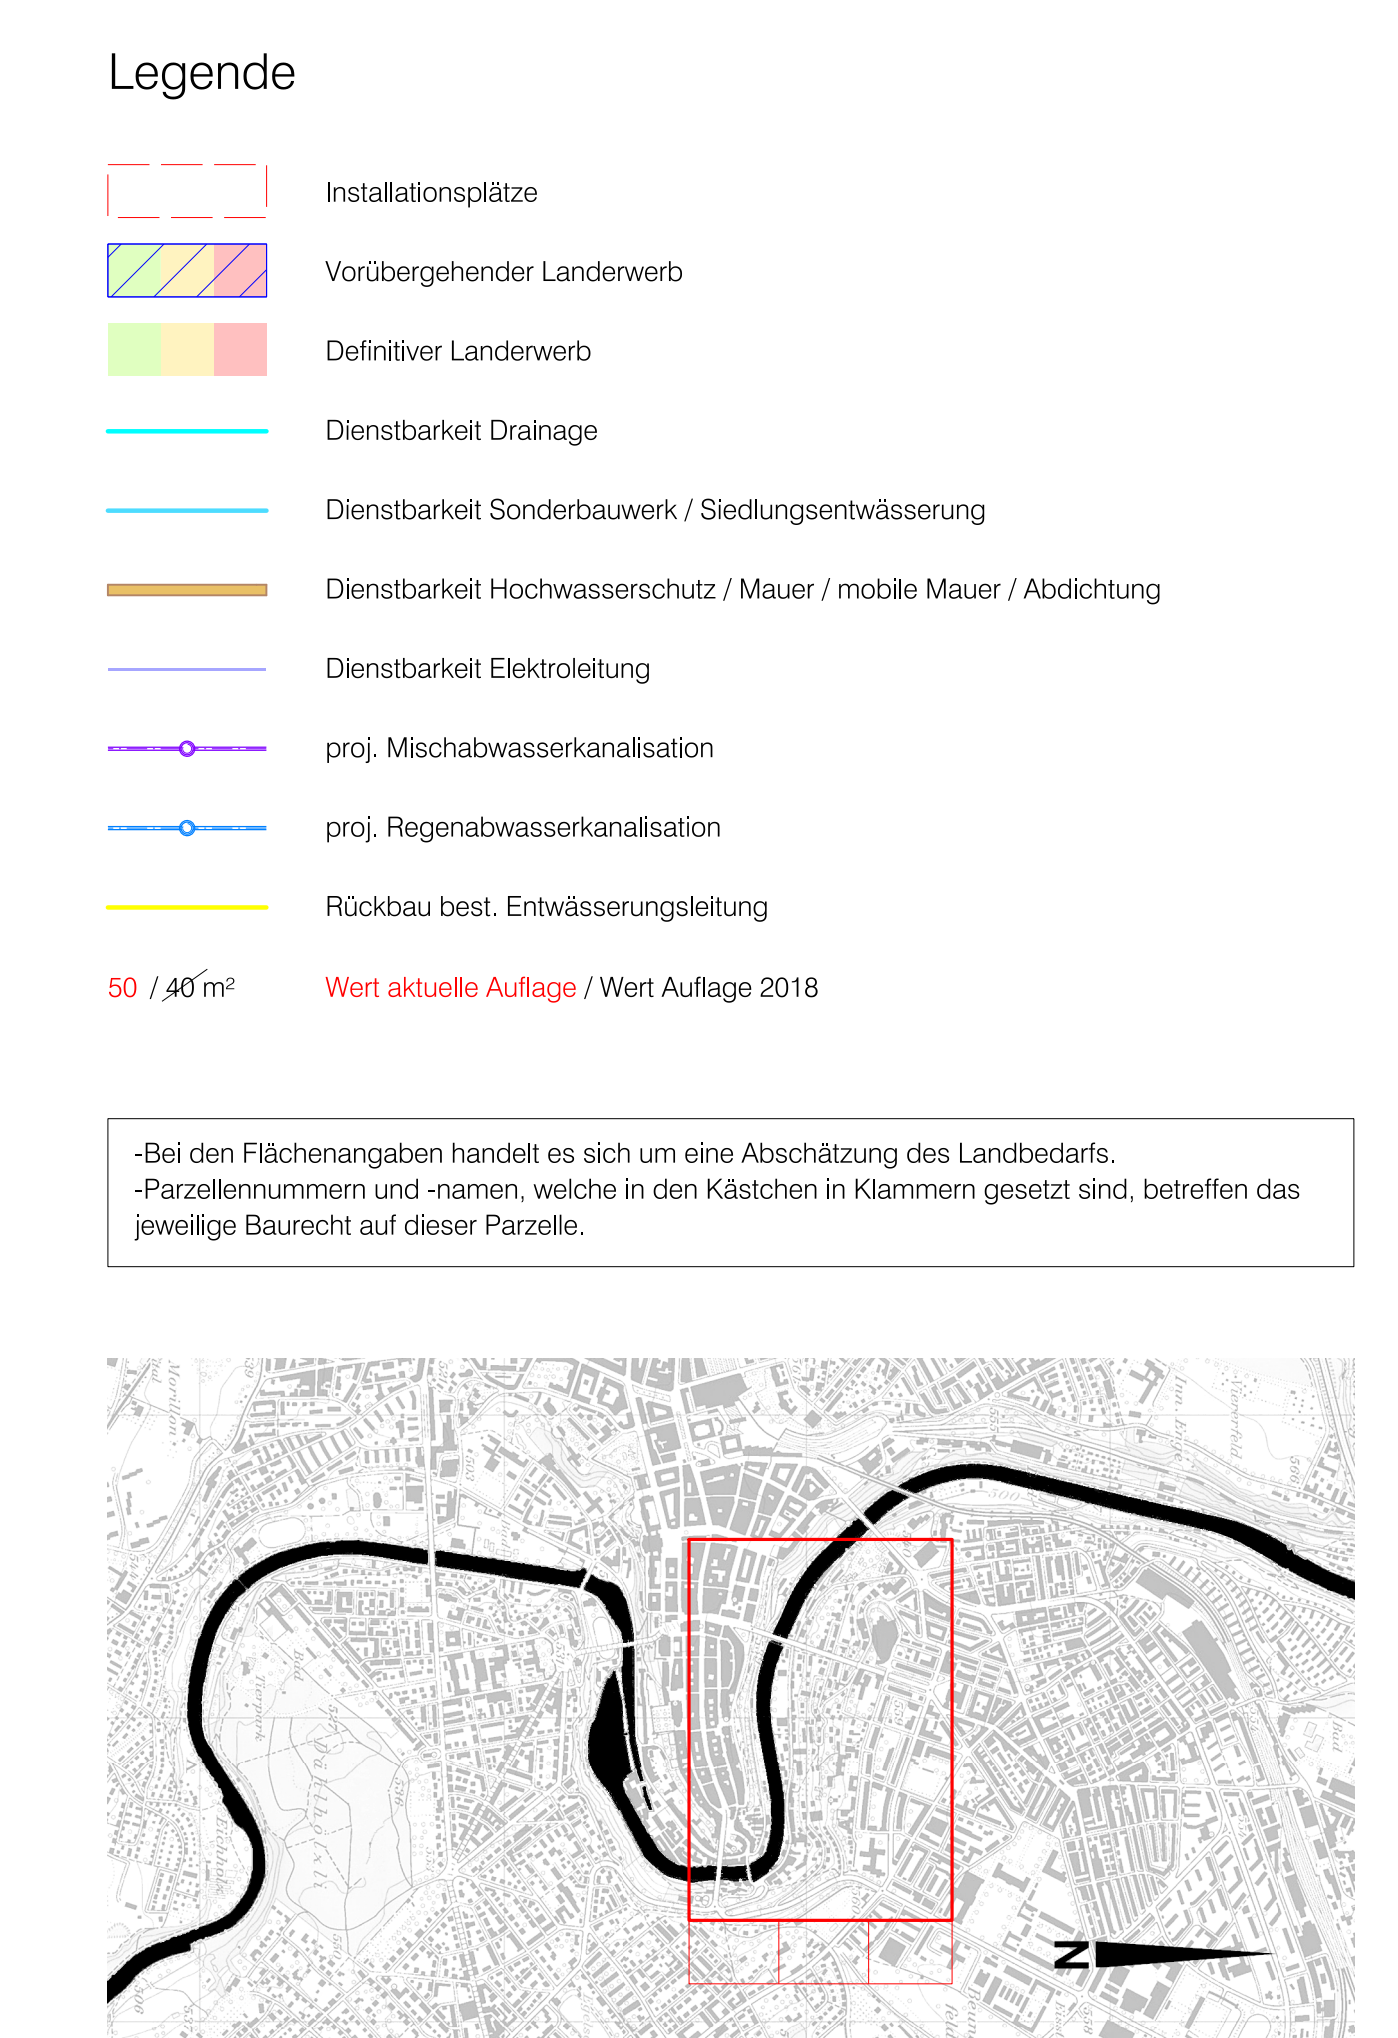 Legende
Installationsplätze
Vorübergehender Landerwerb
Definitiver Landerwerb
Dienstbarkeit Drainage
Dienstbarkeit Sonderbauwerk / Siedlungsentwässerung
Dienstbarkeit Hochwasserschutz / Mauer / mobile Mauer / Abdichtung
Dienstbarkeit Elektroleitung
proj. Mischabwasserkanalisation
proj. Regenabwasserkanalisation
Rückbau best. Entwässerungsleitung
50 / 40 m² Wert aktuelle Auflage / Wert Auflage 2018
-Bei den Flächenangaben handelt es sich um eine Abschätzung des Landbedarfs.
-Parzellennummern und -namen, welche in den Kästchen in Klammern gesetzt sind, betreffen das
jeweilige Baurecht auf dieser Parzelle.
503
Tierpark
Dählhölzli
N